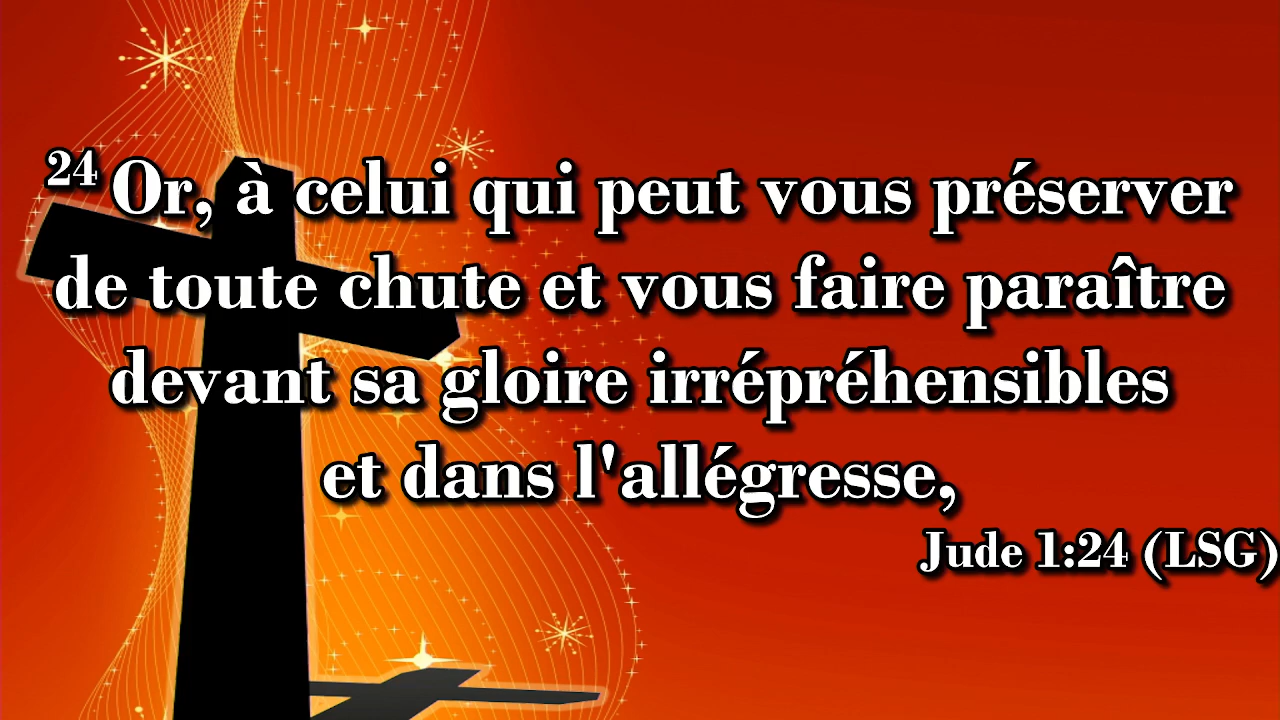 24 Or, à celui qui peut vous préserver
de toute chute et vous faire paraître
devant sa gloire irrépréhensibles
et dans l'allégresse,
Jude 1:24 (LSG)